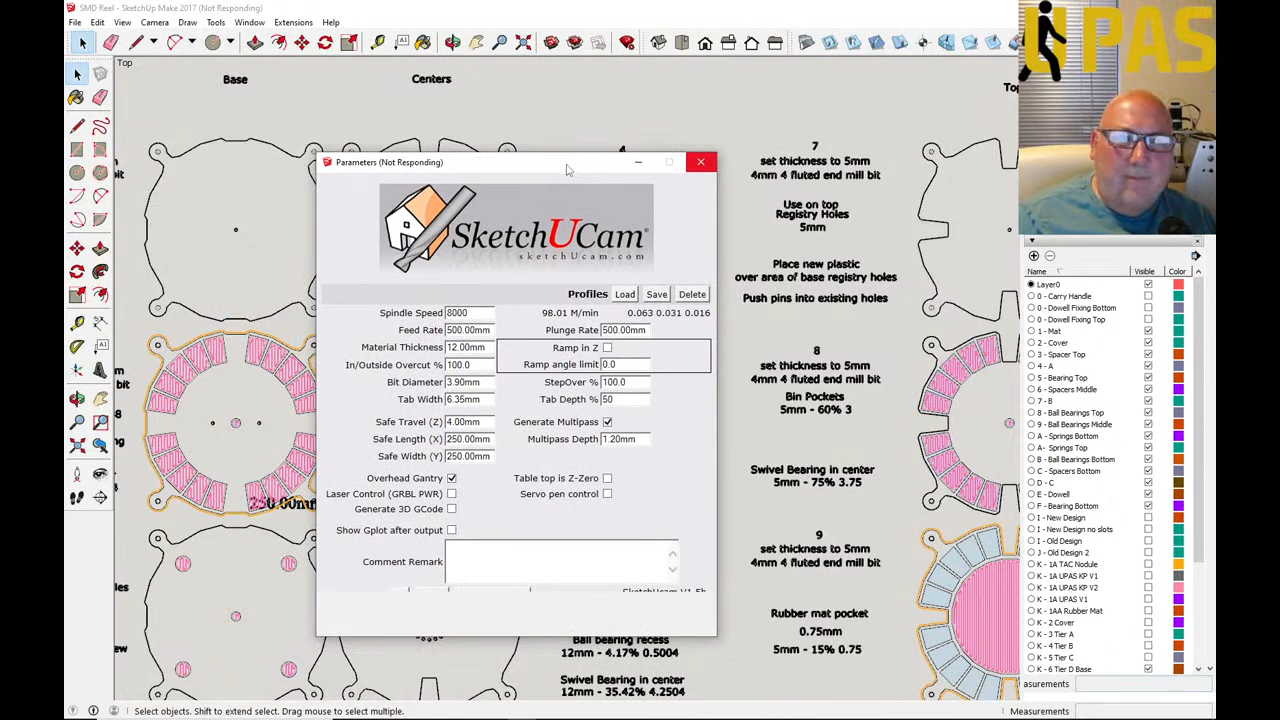 SMD Reel - SketchUp Make 2017 (Not Responding)
File Edit View Camera Draw Tools Window Extensions Help
UPAS
Top
Base
Centers
Top
4
Parameters (Not Responding)
SketchUCam
sketchUcam.com
Profiles Load Save Delete
Spindle Speed 8000 98.01 M/min 0.063 0.031 0.016
Feed Rate 500.00mm Plunge Rate 500.00mm
Material Thickness 12.00mm Ramp in Z
In/Outside Overcut % 100.0 Ramp angle limit 0.0
Bit Diameter 3.90mm StepOver % 100.0
Tab Width 6.35mm Tab Depth % 50
Safe Travel (Z) 4.00mm Generate Multipass
Safe Length (X) 250.00mm Multipass Depth 1.20mm
Safe Width (Y) 250.00mm
Overhead Gantry Table top is Z-Zero
Laser Control (GRBL PWR) Servo pen control
Generate 3D GCode
Show Gplot after output
Comment Remark
7
set thickness to 5mm
4mm 4 fluted end mill bit
Use on top
Registry Holes
5mm
Place new plastic
over area of base registry holes
Push pins into existing holes
8
set thickness to 5mm
4mm 4 fluted end mill bit
Bin Pockets
5mm - 60% 3
Swivel Bearing in center
5mm - 75% 3.75
9
set thickness to 5mm
4mm 4 fluted end mill bit
Rubber mat pocket
0.75mm
5mm - 15% 0.75
Ball bearing recess
12mm - 4.17% 0.5004
Swivel Bearing in center
12mm - 35.42% 4.2504
Name Visible Color
Layer0
0 - Carry Handle
0 - Dowell Fixing Bottom
0 - Dowell Fixing Top
1 - Mat
2 - Cover
3 - Spacer Top
4 - A
5 - Bearing Top
6 - Spacers Middle
7 - B
8 - Ball Bearings Top
9 - Ball Bearings Middle
A - Springs Bottom
A- Springs Top
B - Ball Bearings Bottom
C - Spacers Bottom
D - C
E - Dowell
F - Bearing Bottom
I - New Design
I - New Design no slots
I - Old Design
J - Old Design 2
K - 1A TAC Nodule
K - 1A UPAS KP V1
K - 1A UPAS KP V2
K - 1A UPAS V1
K - 1AA Rubber Mat
K - 2 Cover
K - 3 Tier A
K - 4 Tier B
K - 5 Tier C
K - 6 Tier D Base
asurements
Select objects. Shift to extend select. Drag mouse to select multiple.
Measurements